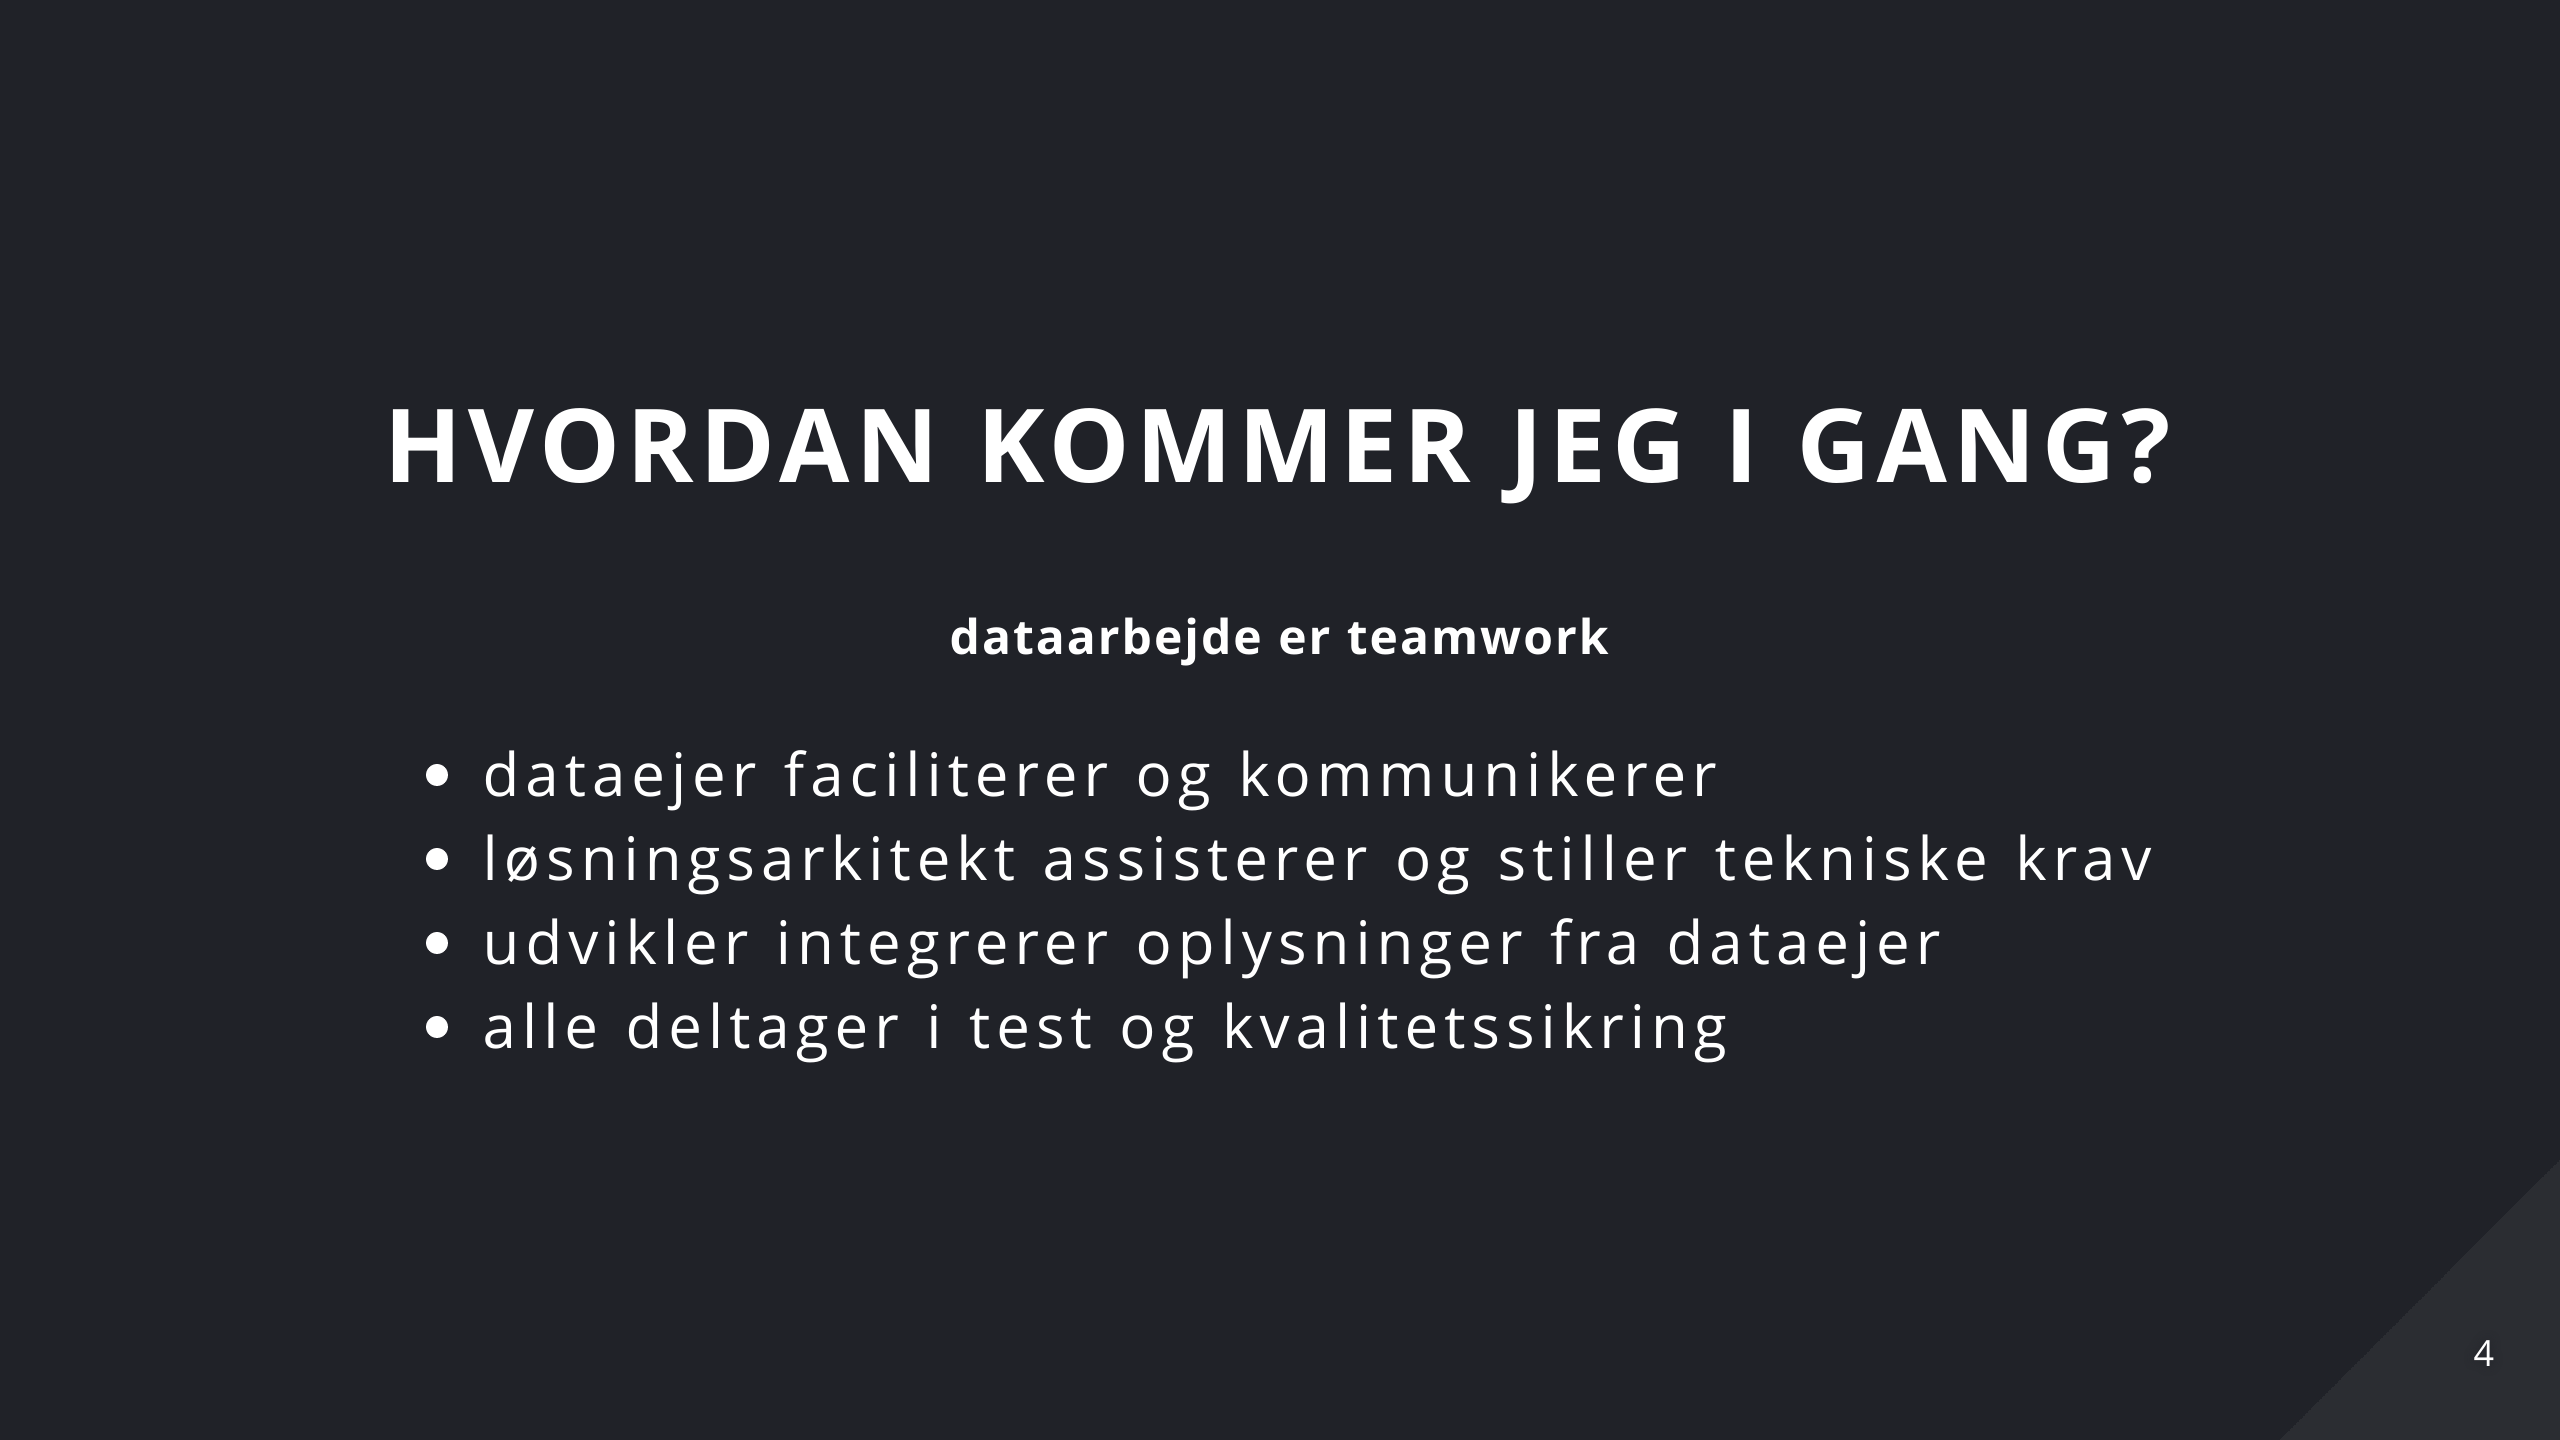 HVORDAN KOMMER JEG I GANG?
dataarbejde er teamwork
• dataejer faciliterer og kommunikerer
• løsningsarkitekt assisterer og stiller tekniske krav
• udvikler integrerer oplysninger fra dataejer
• alle deltager i test og kvalitetssikring
4